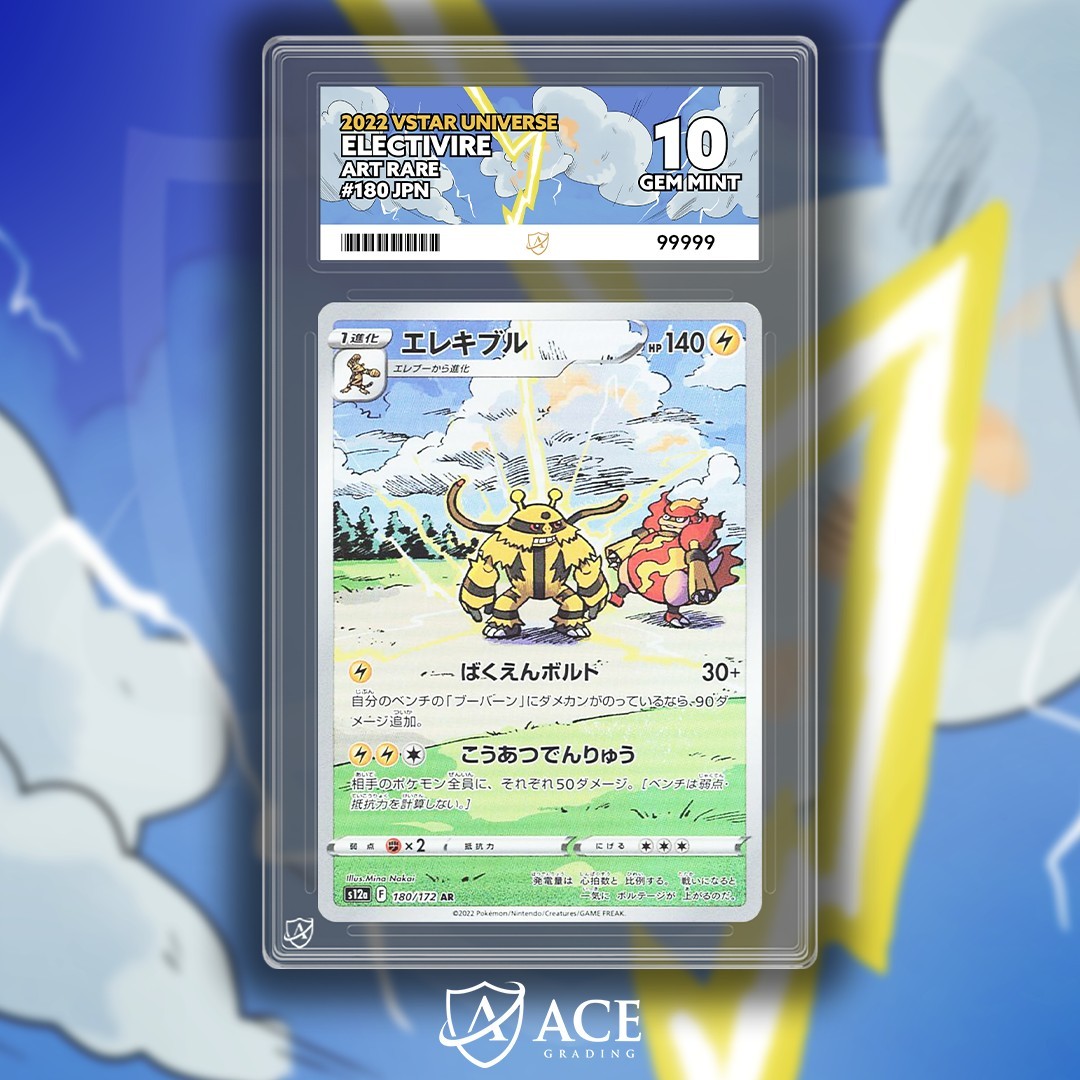 2022 VSTAR UNIVERSE
ELECTIVIRE
ART RARE
#180 JPN
10
GEM MINT
99999
1進化
エレキブル
HP 140
エレブーから進化
ばくえんボルト 30+
自分のベンチの「ブーバーン」にダメカンがのっているなら、90ダ
メージ追加。
こうあつでんりゅう
相手のポケモン全員に、それぞれ50ダメージ。[ベンチは弱点・
抵抗力を計算しない。]
弱点 ×2 抵抗力 にげる
Illus. Mina Nakai
s12a F 180/172 AR
発電量は 心拍数と 比例する。 戦いになると
一気に ボルテージが 上がるのだ。
©2022 Pokémon/Nintendo/Creatures/GAME FREAK.
ACE
GRADING